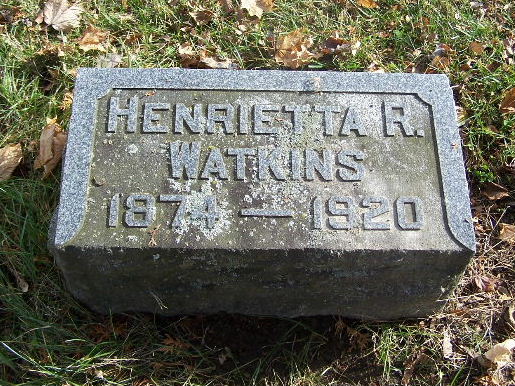 HENRIETTA R.
WATKINS
1874 — 1920